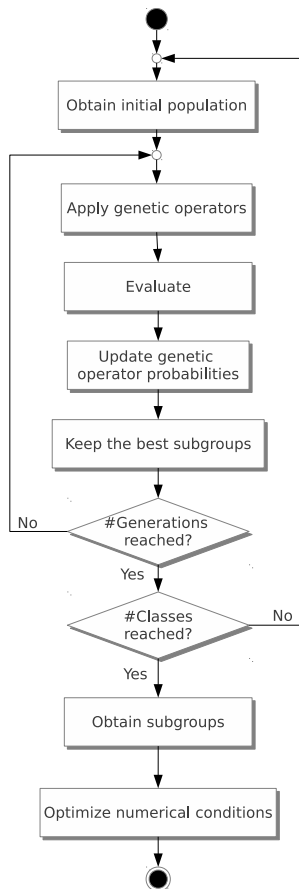 Obtain initial population
Apply genetic operators
Evaluate
Update genetic
operator probabilities
Keep the best subgroups
#Generations
reached?
No
Yes
#Classes
reached?
No
Yes
Obtain subgroups
Optimize numerical conditions